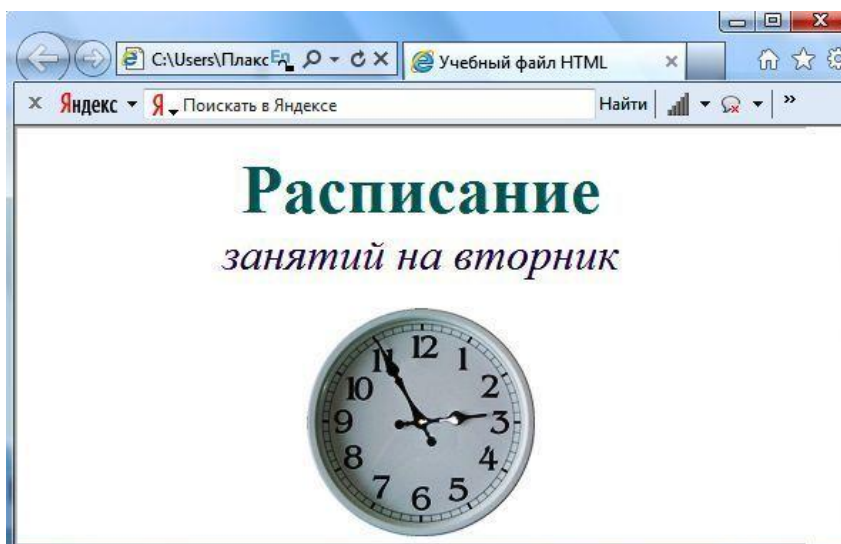 C:\Users\Плакс
Учебный файл HTML
Яндекс Я Поискать в Яндексе Найти
Расписание
занятий на вторник
12
11 1
10 2
9 3
8 4
7 5
6